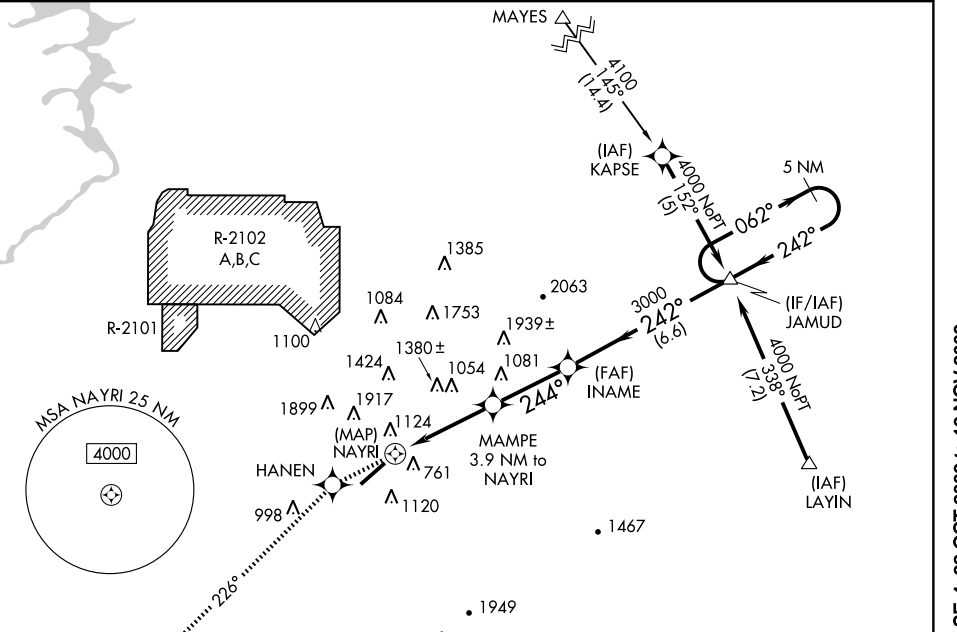 MAYES
4100
145°
(14.4)
(IAF)
KAPSE
4000 NoPT
152°
(5)
5 NM
062°
242°
R-2102
A,B,C
R-2101
1100
1385
1084
1753
2063
1939±
3000
242°
(6.6)
(IF/IAF)
JAMUD
1424
1380±
1054
1081
(FAF)
INAME
4000 NoPT
338°
(7.2)
MSA NAYRI 25 NM
4000
1899
1917
1124
244°
(MAP)
NAYRI
MAMPE
3.9 NM to
NAYRI
HANEN
761
998
1120
(IAF)
LAYIN
1467
226°
1949